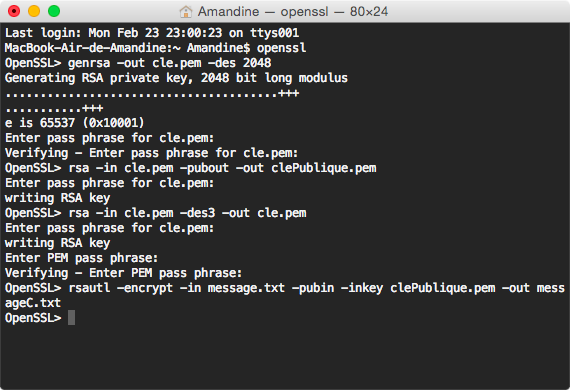 Amandine — openssl — 80×24
Last login: Mon Feb 23 23:00:23 on ttys001
MacBook-Air-de-Amandine:~ Amandine$ openssl
OpenSSL> genrsa -out cle.pem -des 2048
Generating RSA private key, 2048 bit long modulus
......................................+++
...........+++
e is 65537 (0x10001)
Enter pass phrase for cle.pem:
Verifying - Enter pass phrase for cle.pem:
OpenSSL> rsa -in cle.pem -pubout -out clePublique.pem
Enter pass phrase for cle.pem:
writing RSA key
OpenSSL> rsa -in cle.pem -des3 -out cle.pem
Enter pass phrase for cle.pem:
writing RSA key
Enter PEM pass phrase:
Verifying - Enter PEM pass phrase:
OpenSSL> rsautl -encrypt -in message.txt -pubin -inkey clePublique.pem -out mess
ageC.txt
OpenSSL>